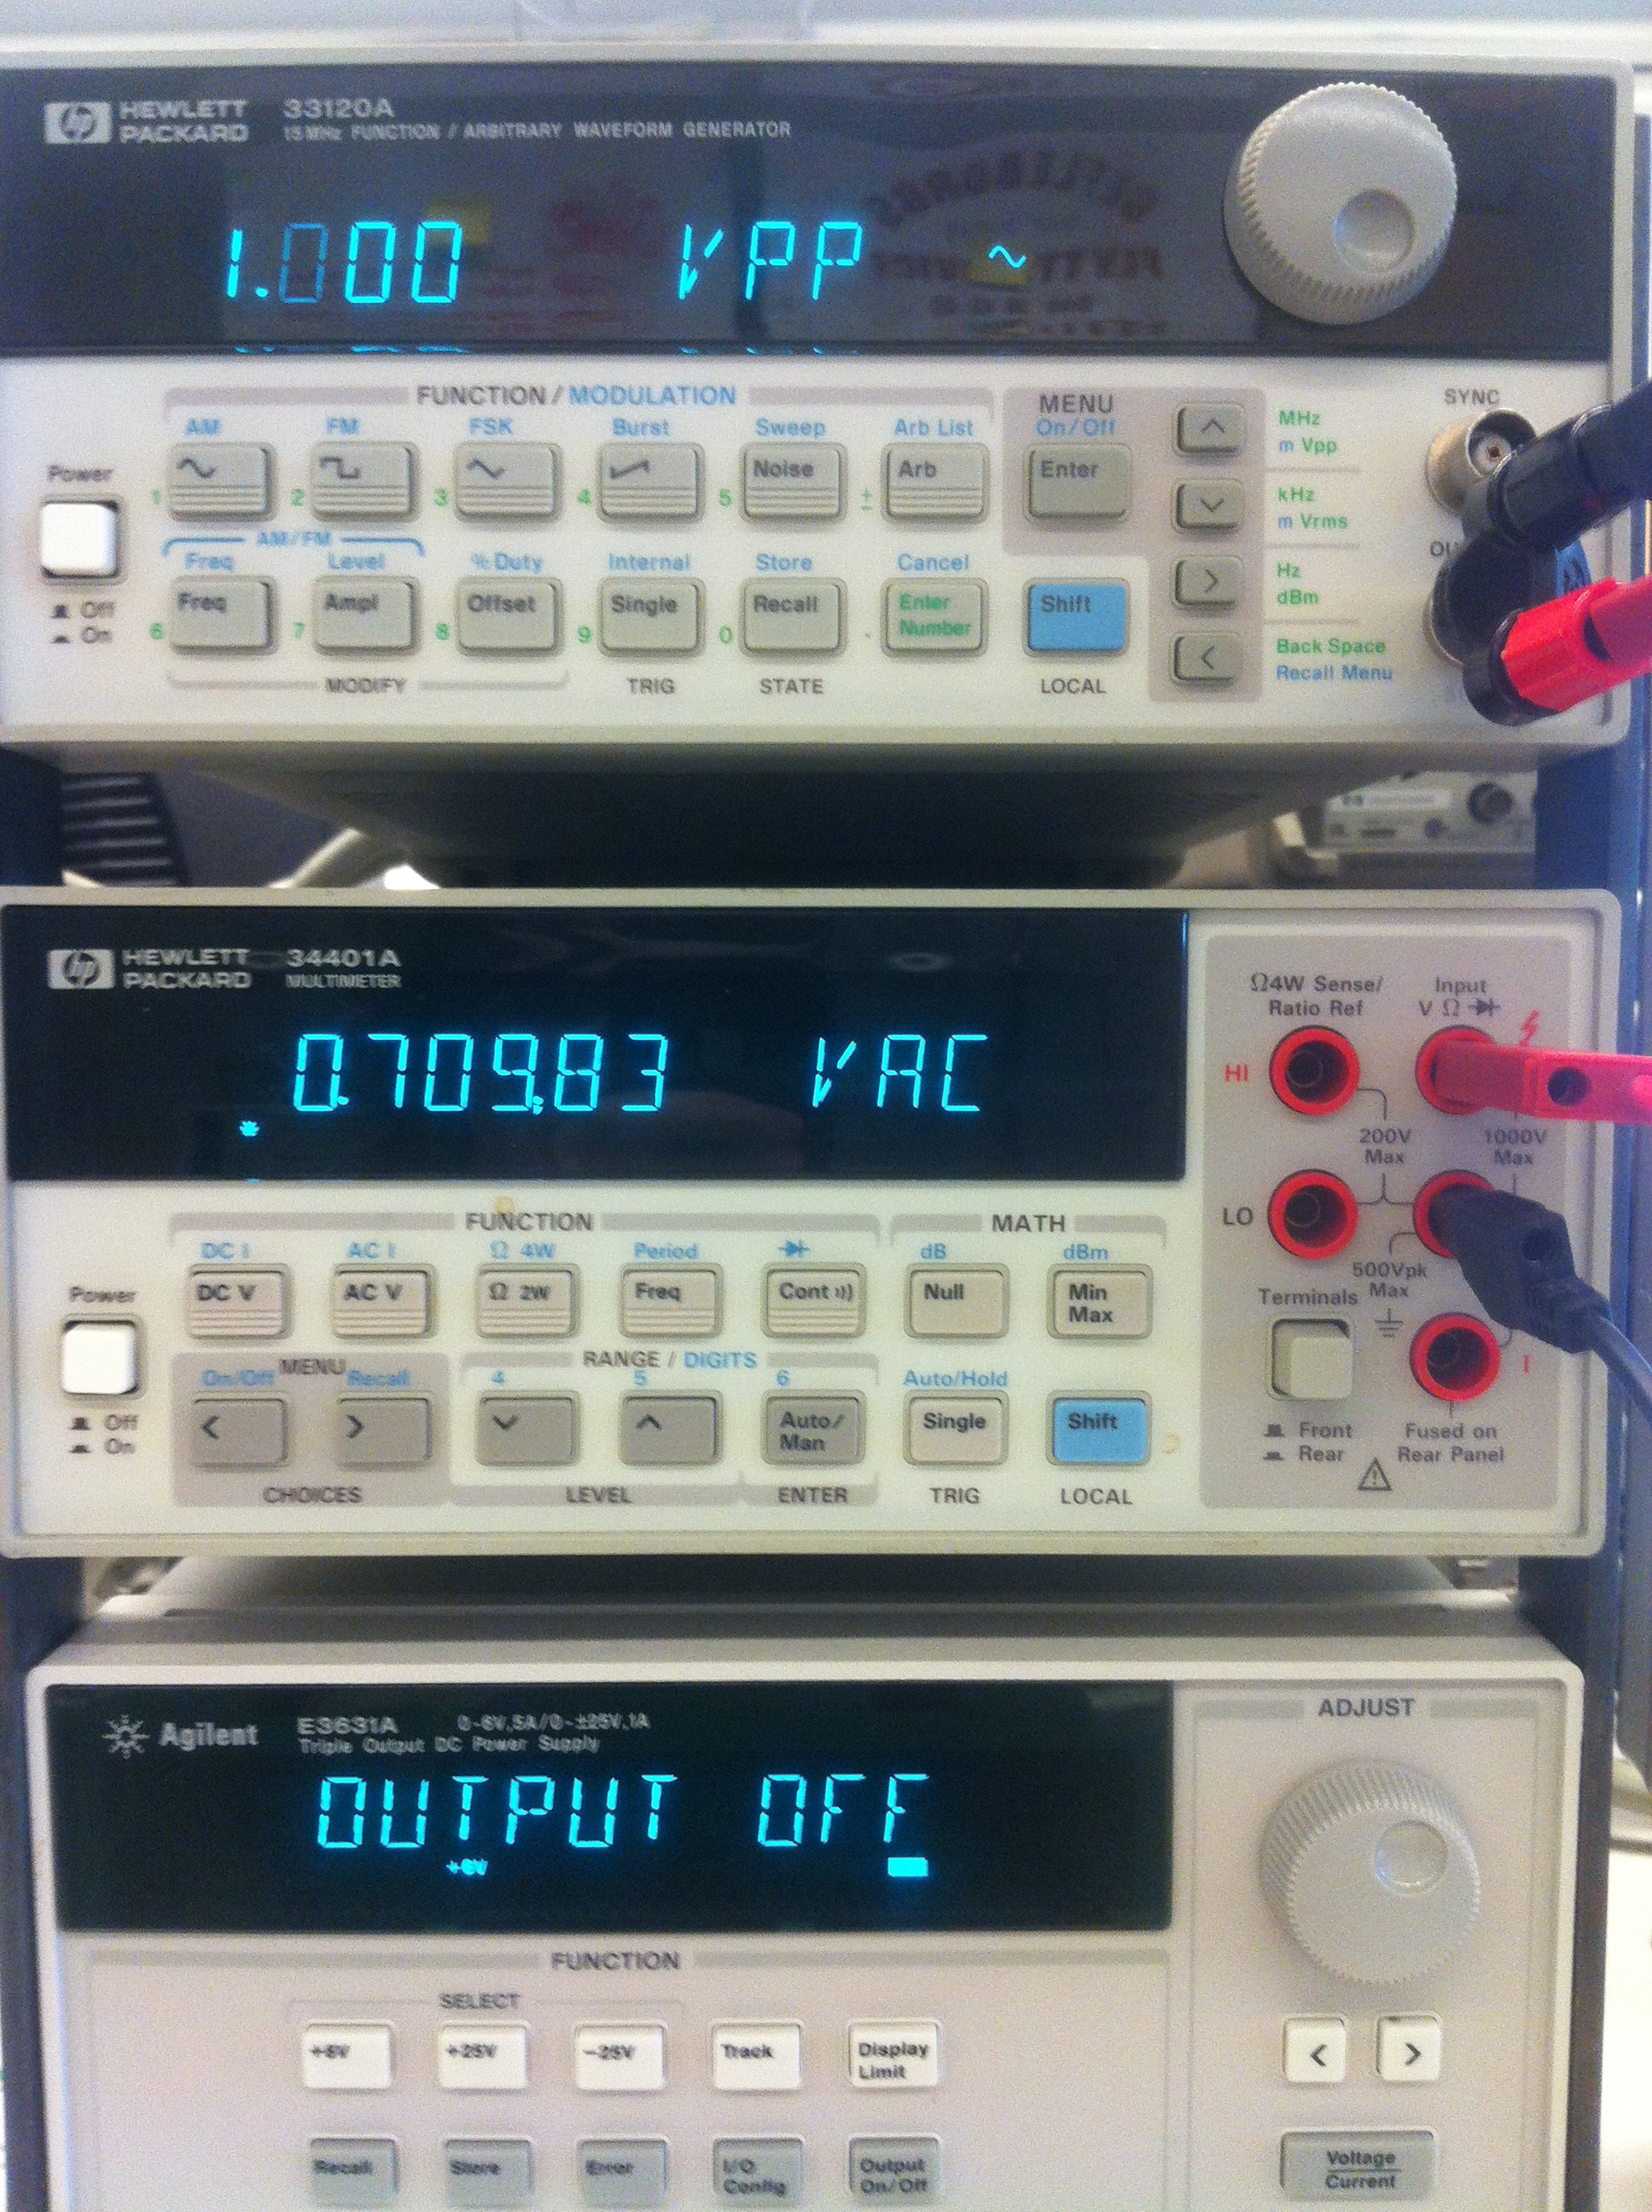 HEWLETT PACKARD 33120A
15 MHz FUNCTION / ARBITRARY WAVEFORM GENERATOR
1.000 VPP ~
FUNCTION / MODULATION
MENU
SYNC
AM FM FSK Burst Sweep Arb List On/Off
MHz
m Vpp
Power
Noise Arb Enter
1 2 3 4 5 ±
kHz
m Vrms
AM/FM
Freq Level % Duty Internal Store Cancel
Hz
dBm
Off
On
Freq Ampl Offset Single Recall Enter Number Shift
6 7 8 9 0 .
Back Space
Recall Menu
MODIFY TRIG STATE LOCAL
HEWLETT PACKARD 34401A
MULTIMETER
0.709,83 VAC
Ω4W Sense/
Ratio Ref
Input
V Ω
HI
200V
Max
1000V
Max
LO
500Vpk
Max
FUNCTION MATH
DC I AC I Ω 4W Period dB dBm
Power
DC V AC V Ω 2W Freq Cont Null Min Max
Terminals
MENU RANGE / DIGITS
On/Off Recall 4 5 6 Auto/Hold
I
Off
On
< > Auto/Man Single Shift
Front
Rear
Fused on
Rear Panel
CHOICES LEVEL ENTER TRIG LOCAL
Agilent E3631A 0-6V,5A/0-±25V,1A
Triple Output DC Power Supply
OUTPUT OFF
+6V
ADJUST
FUNCTION
SELECT
+6V +25V -25V Track Display Limit
< >
Recall Store Error I/O Config Output On/Off
Voltage
Current